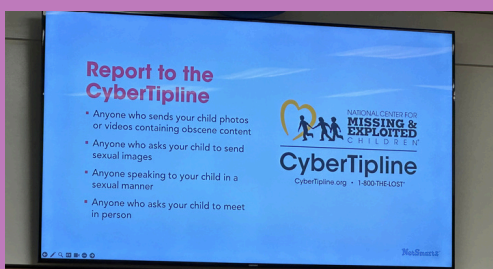 Report to the
CyberTipline
• Anyone who sends your child photos
or videos containing obscene content
• Anyone who asks your child to send
sexual images
• Anyone speaking to your child in a
sexual manner
• Anyone who asks your child to meet
in person
NATIONAL CENTER FOR
MISSING &
EXPLOITED
CHILDREN
CyberTipline
CyberTipline.org • 1-800-THE-LOST
NetSmartz